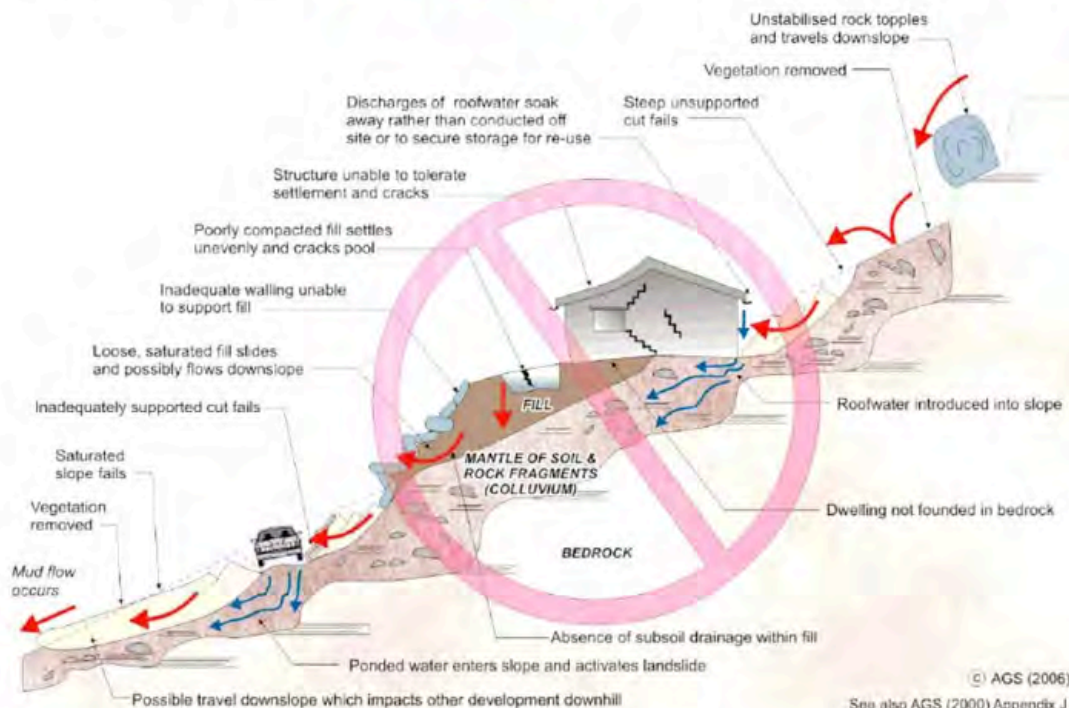 Unstabilised rock topples
and travels downslope
Vegetation removed
Discharges of roofwater soak
away rather than conducted off
site or to secure storage for re-use
Steep unsupported
cut fails
Structure unable to tolerate
settlement and cracks
Poorly compacted fill settles
unevenly and cracks pool
Inadequate walling unable
to support fill
Loose, saturated fill slides
and possibly flows downslope
Inadequately supported cut fails
Saturated
slope fails
Vegetation
removed
Mud flow
occurs
FILL
MANTLE OF SOIL &
ROCK FRAGMENTS
(COLLUVIUM)
BEDROCK
Roofwater introduced into slope
Dwelling not founded in bedrock
Absence of subsoil drainage within fill
Ponded water enters slope and activates landslide
Possible travel downslope which impacts other development downhill
© AGS (2006)
See also AGS (2000) Appendix J